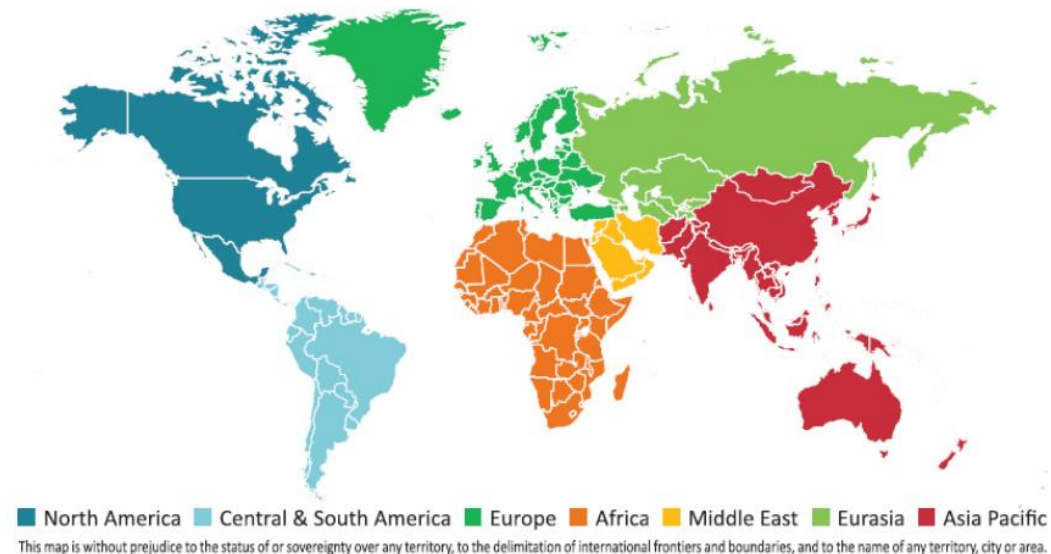 North America Central & South America Europe Africa Middle East Eurasia Asia Pacific
This map is without prejudice to the status of or sovereignty over any territory, to the delimitation of international frontiers and boundaries, and to the name of any territory, city or area.